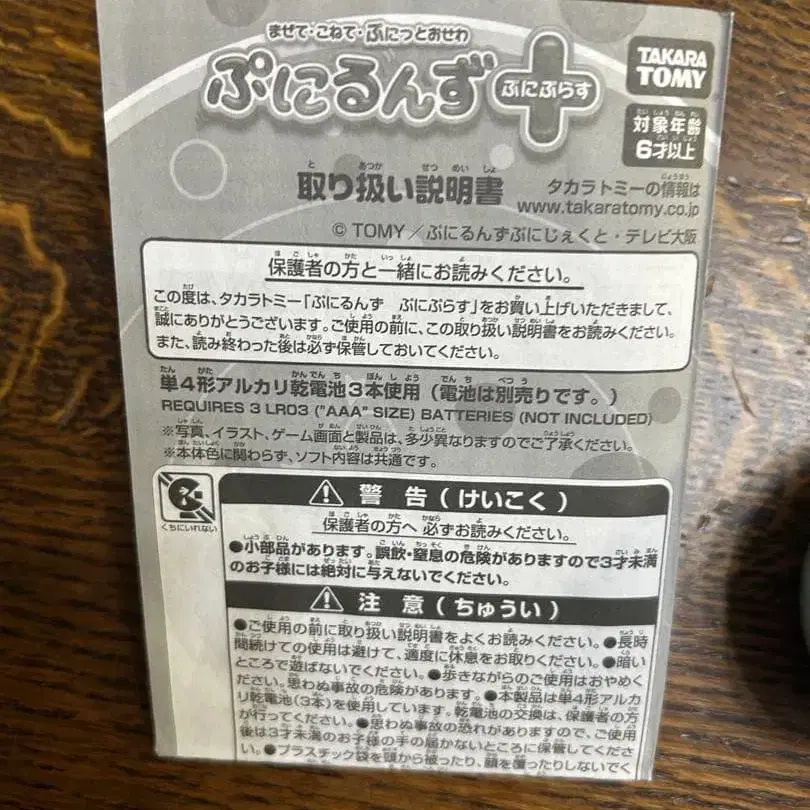 まぜて・こねて・ぷにっとおせわ
ぷにるんず ぷにぷらす
TAKARA TOMY
対象年齢 6才以上
取り扱い説明書
タカラトミーの情報は
www.takaratomy.co.jp
© TOMY／ぷにるんずぷにじぇくと・テレビ大阪
保護者の方と一緒にお読みください。
この度は、タカラトミー「ぷにるんず ぷにぷらす」をお買い上げいただきまして、
誠にありがとうございます。ご使用の前に、この取り扱い説明書をお読みください。
また、読み終わった後は必ず保管しておいてください。
単4形アルカリ乾電池3本使用（電池は別売りです。）
REQUIRES 3 LR03 ("AAA" SIZE) BATTERIES (NOT INCLUDED)
※写真、イラスト、ゲーム画面と製品は、多少異なりますのでご了承ください。
※本体色に関わらず、ソフト内容は共通です。
くちにいれない
警告（けいこく）
保護者の方へ 必ずお読みください。
●小部品があります。誤飲・窒息の危険がありますので3才未満
のお子様には絶対に与えないでください。
注意（ちゅうい）
●ご使用の前に取り扱い説明書をよくお読みください。●長時
間続けての使用は避けて、適度に休息をお取りください。●暗い
ところで遊ばないでください。●歩きながらのご使用はおやめく
ださい。思わぬ事故の危険があります。●本製品は単4形アルカ
リ乾電池(3本)を使用しています。乾電池の交換は、保護者の方
が行ってください。●思わぬ事故の恐れがありますので、ご使用
後は3才未満のお子様の手の届かないところに保管してくださ
い。●プラスチック袋を頭から被ったり、顔を覆ったりしないでく